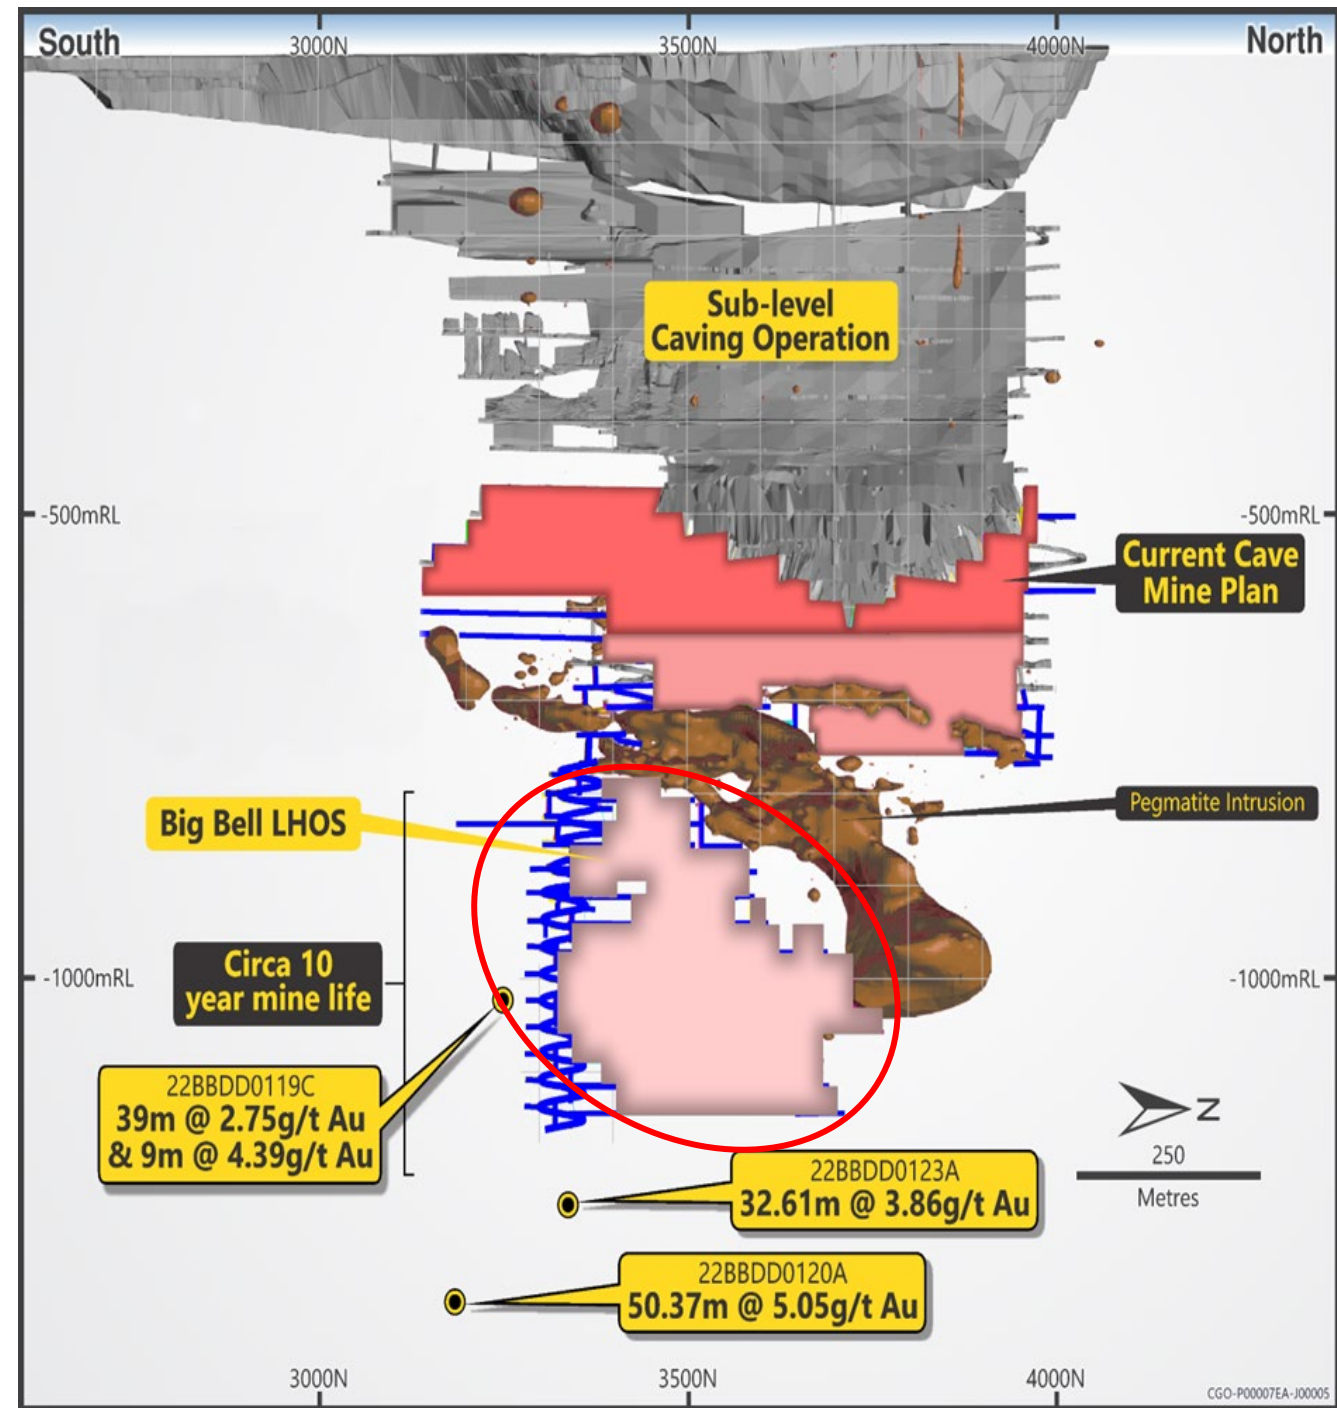 South
3000N
3500N
4000N
North
Sub-level
Caving Operation
-500mRL
-500mRL
Current Cave
Mine Plan
Big Bell LHOS
Pegmatite Intrusion
Circa 10
year mine life
-1000mRL
-1000mRL
22BBDD0119C
39m @ 2.75g/t Au
& 9m @ 4.39g/t Au
N
250
Metres
22BBDD0123A
32.61m @ 3.86g/t Au
22BBDD0120A
50.37m @ 5.05g/t Au
3000N
3500N
4000N
CGO-P00007EA-J00005